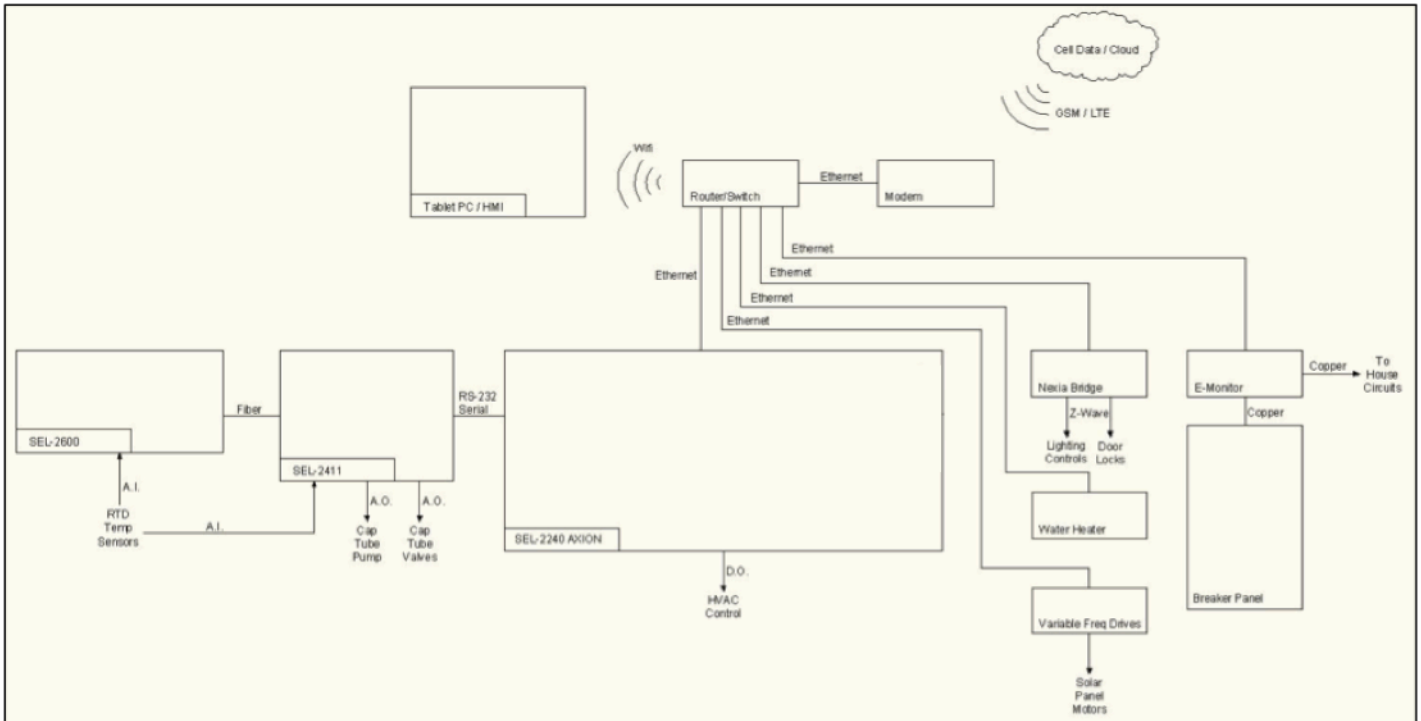 Cell Data / Cloud
GSM / LTE
Wifi
Tablet PC / HMI
Router/Switch
Ethernet
Modem
Ethernet
Ethernet
Ethernet
Ethernet
Ethernet
SEL-2600
Fiber
SEL-2411
RS-232
Serial
SEL-2240 AXION
Nexia Bridge
Z-Wave
Lighting
Controls
Door
Locks
E-Monitor
Copper
To
House
Circuits
Copper
Breaker Panel
Water Heater
Variable Freq Drives
Solar
Panel
Motors
A.I.
RTD
Temp
Sensors
A.I.
A.O.
Cap
Tube
Pump
A.O.
Cap
Tube
Valves
D.O.
HVAC
Control